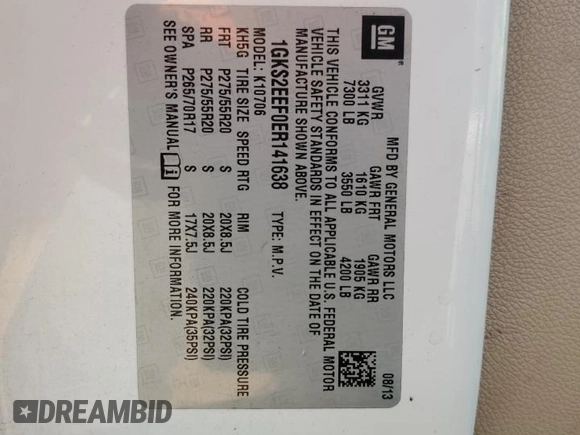 GM
MFD BY GENERAL MOTORS LLC 08/13
GVWR GAWR FRT GAWR RR
3311 KG 1610 KG 1905 KG
7300 LB 3550 LB 4200 LB
THIS VEHICLE CONFORMS TO ALL APPLICABLE U.S. FEDERAL MOTOR
VEHICLE SAFETY STANDARDS IN EFFECT ON THE DATE OF
MANUFACTURE SHOWN ABOVE.
1GKS2EEF0ER141638 TYPE: M.P.V.
MODEL: K10706
KH5G TIRE SIZE SPEED RTG RIM COLD TIRE PRESSURE
FRT P275/55R20 S 20X8.5J 220KPA(32PSI)
RR P275/55R20 S 20X8.5J 220KPA(32PSI)
SPA P265/70R17 S 17X7.5J 240KPA(35PSI)
SEE OWNER'S MANUAL FOR MORE INFORMATION.
DREAMBID